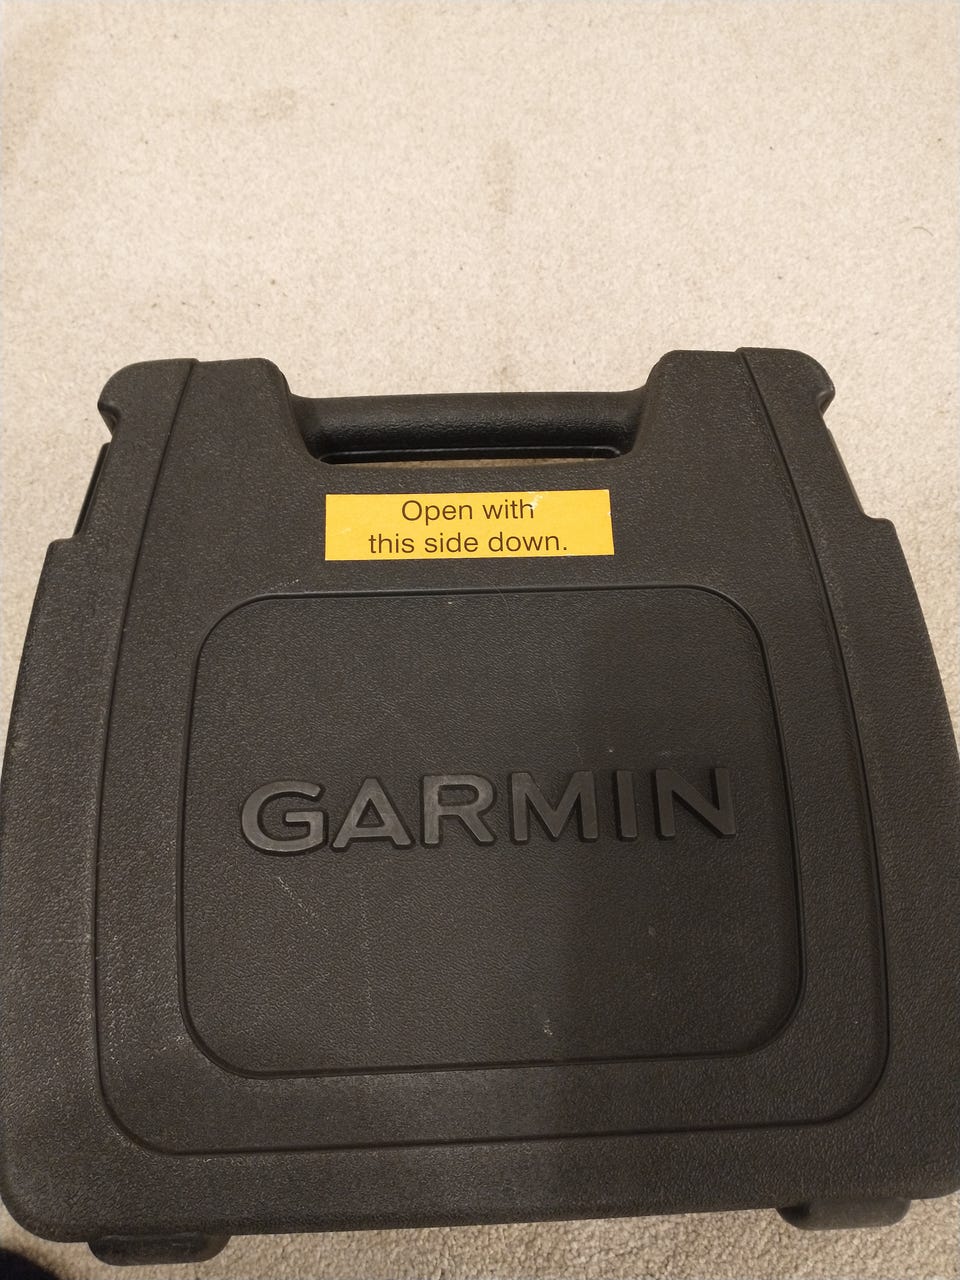 Open with
this side down.
GARMIN